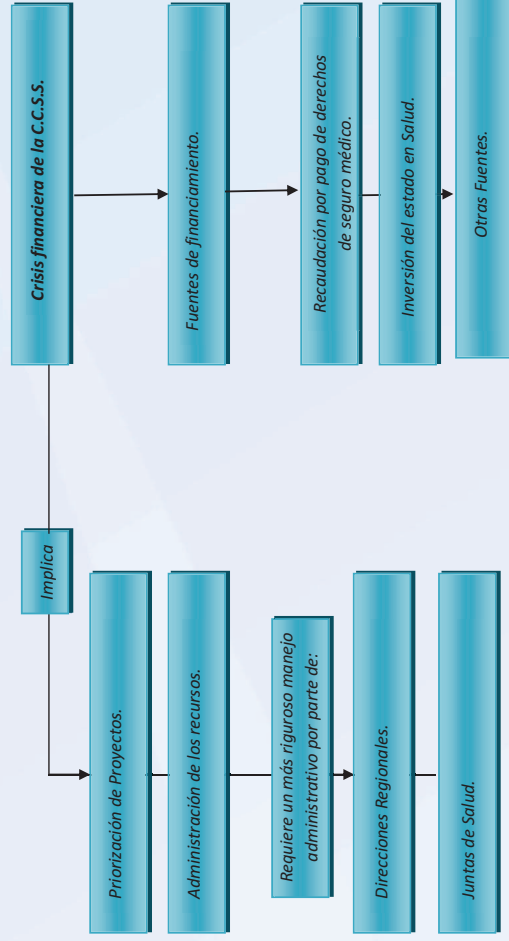 Crisis financiera de la C.C.S.S.
Implica
Priorización de Proyectos.
Administración de los recursos.
Requiere un más riguroso manejo
administrativo por parte de:
Direcciones Regionales.
Juntas de Salud.
Fuentes de financiamiento.
Recaudación por pago de derechos
de seguro médico.
Inversión del estado en Salud.
Otras Fuentes.